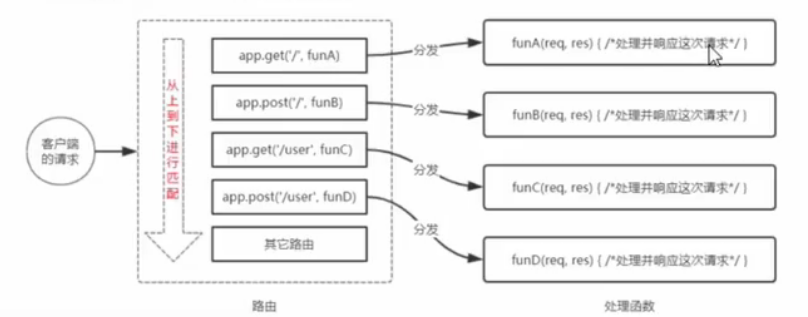 客户端
的请求
从上到下进行匹配
app.get('/', funA)
app.post('/', funB)
app.get('/user', funC)
app.post('/user', funD)
其它路由
分发
分发
分发
分发
funA(req, res) { /*处理并响应这次请求*/ }
funB(req, res) { /*处理并响应这次请求*/ }
funC(req, res) { /*处理并响应这次请求*/ }
funD(req, res) { /*处理并响应这次请求*/ }
路由
处理函数